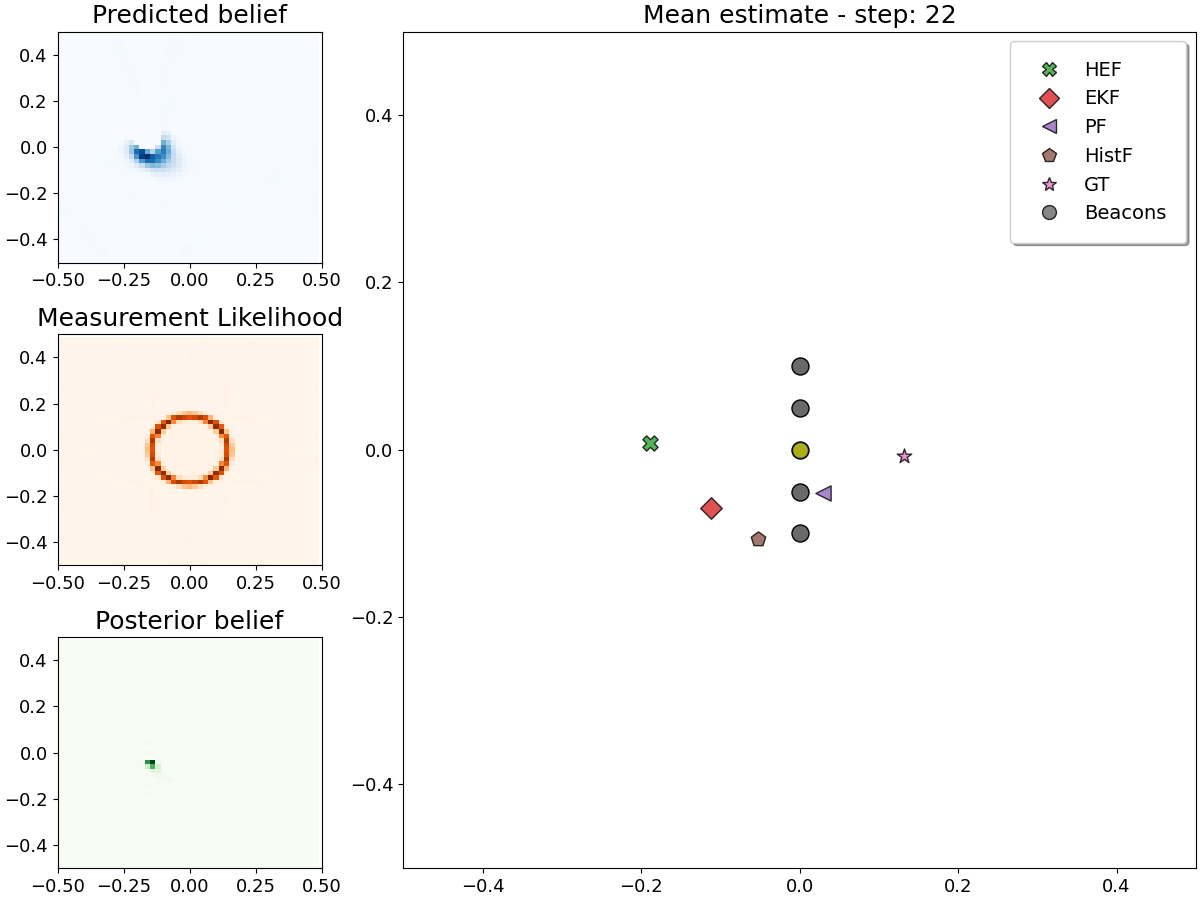 Predicted belief
0.4
0.2
0.0
−0.2
−0.4
−0.50 −0.25 0.00 0.25 0.50
Measurement Likelihood
0.4
0.2
0.0
−0.2
−0.4
−0.50 −0.25 0.00 0.25 0.50
Posterior belief
0.4
0.2
0.0
−0.2
−0.4
−0.50 −0.25 0.00 0.25 0.50
Mean estimate - step: 22
0.4
0.2
0.0
−0.2
−0.4
−0.4 −0.2 0.0 0.2 0.4
HEF
EKF
PF
HistF
GT
Beacons